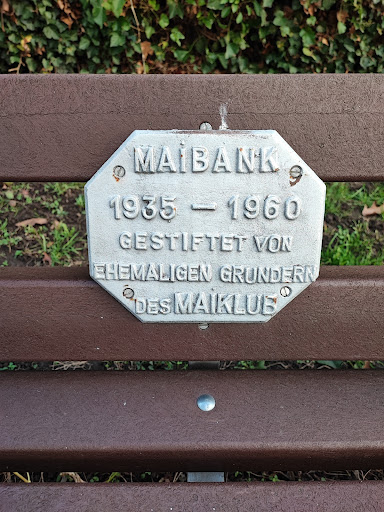 MAiBANK
1935 — 1960
GESTIFTET VON
EHEMALIGEN GRÜNDERN
DES MAIKLUB